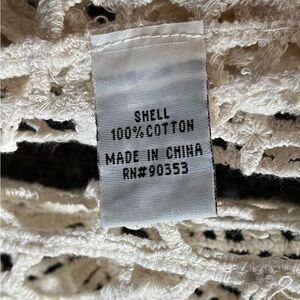 SHELL
100% COTTON
MADE IN CHINA
RN#90353